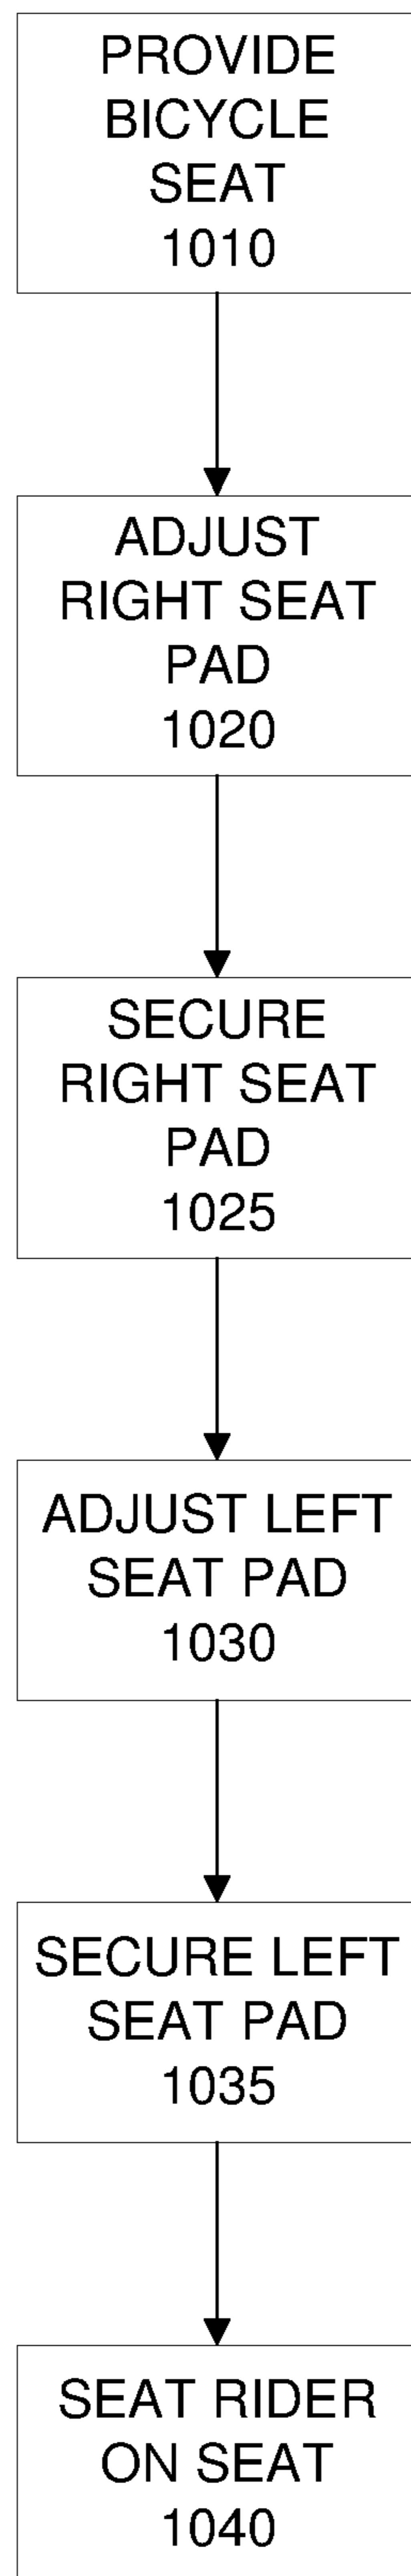 PROVIDE
BICYCLE
SEAT
1010
ADJUST
RIGHT SEAT
PAD
1020
SECURE
RIGHT SEAT
PAD
1025
ADJUST LEFT
SEAT PAD
1030
SECURE LEFT
SEAT PAD
1035
SEAT RIDER
ON SEAT
1040